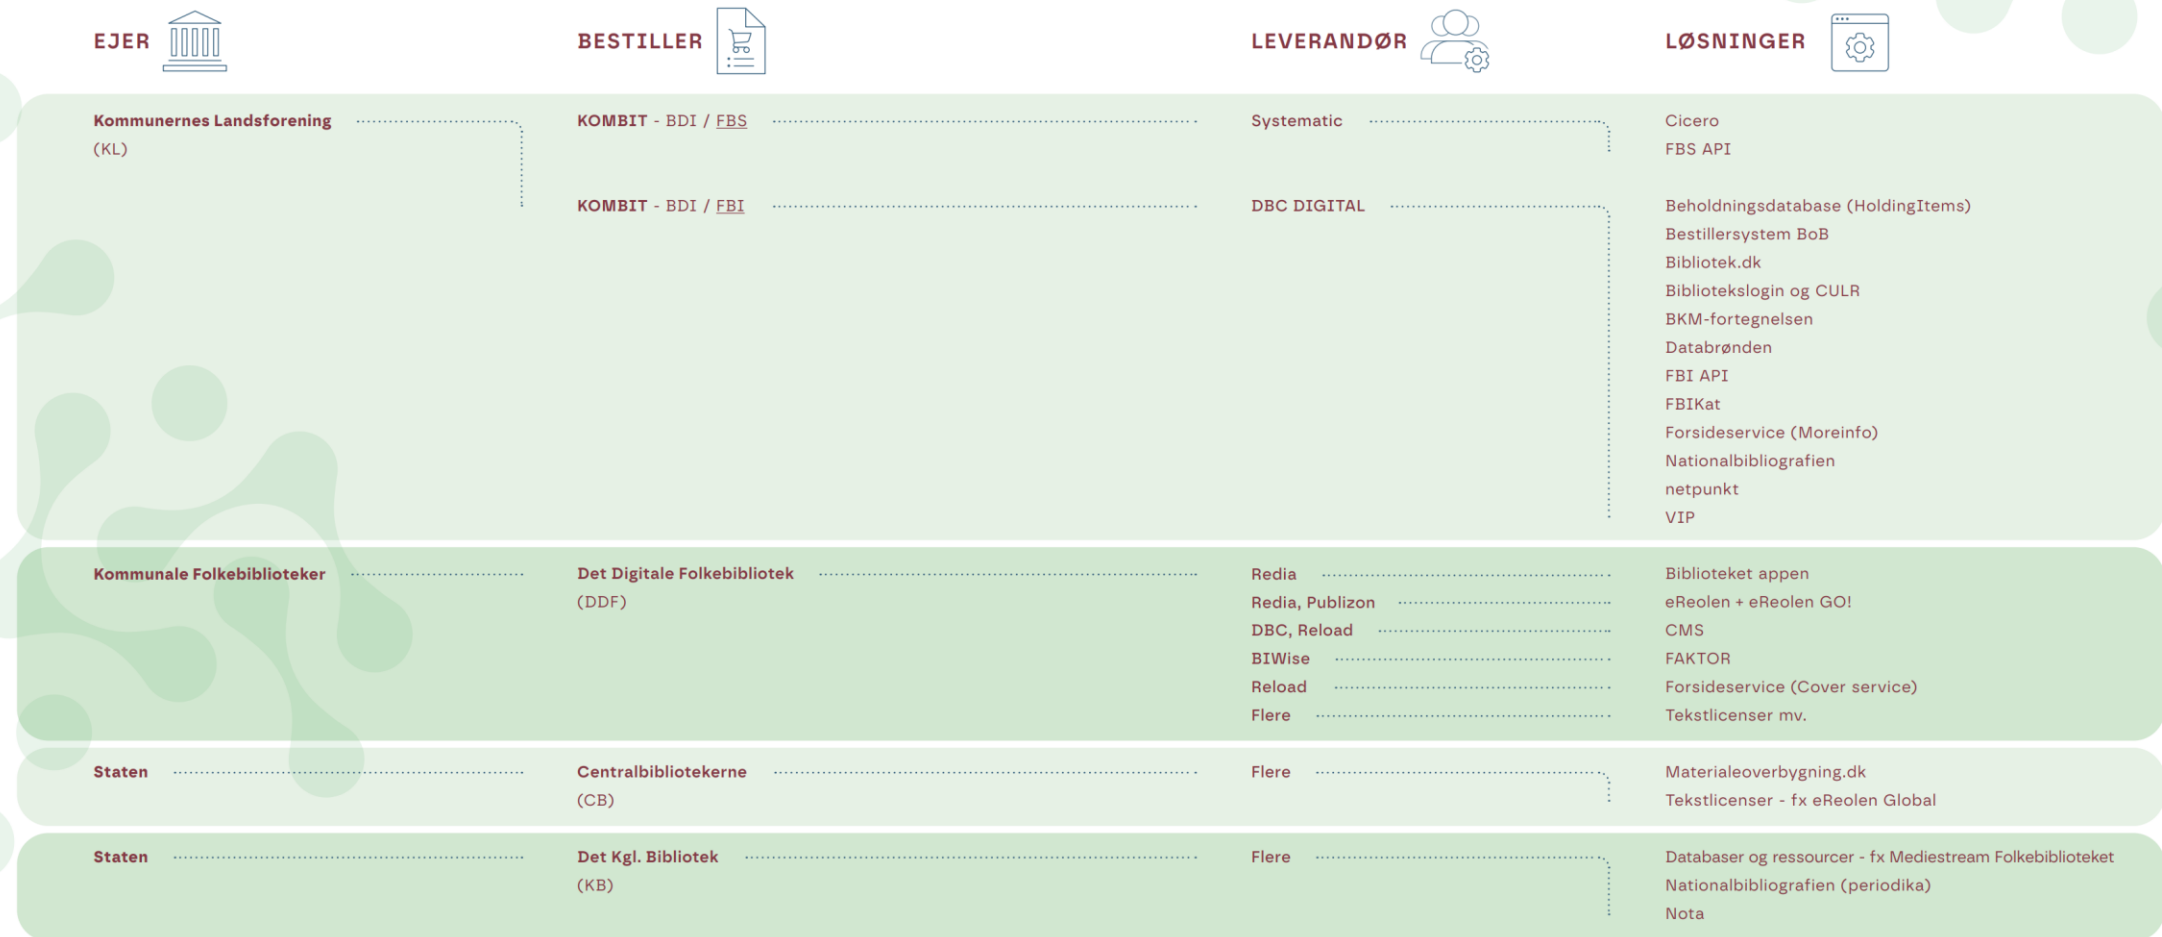 EJER BESTILLER LEVERANDØR LØSNINGER
Kommunernes Landsforening KOMBIT - BDI / FBS Systematic Cicero
(KL) FBS API
KOMBIT - BDI / FBI DBC DIGITAL Beholdningsdatabase (HoldingItems)
Bestillersystem BoB
Bibliotek.dk
Bibliotekslogin og CULR
BKM-fortegnelsen
Databrønden
FBI API
FBIKat
Forsideservice (Moreinfo)
Nationalbibliografien
netpunkt
VIP
Kommunale Folkebiblioteker Det Digitale Folkebibliotek Redia Biblioteket appen
(DDF) Redia, Publizon eReolen + eReolen GO!
DBC, Reload CMS
BIWise FAKTOR
Reload Forsideservice (Cover service)
Flere Tekstlicenser mv.
Staten Centralbibliotekerne Flere Materialeoverbygning.dk
(CB) Tekstlicenser - fx eReolen Global
Staten Det Kgl. Bibliotek Flere Databaser og ressourcer - fx Mediestream Folkebiblioteket
(KB) Nationalbibliografien (periodika)
Nota